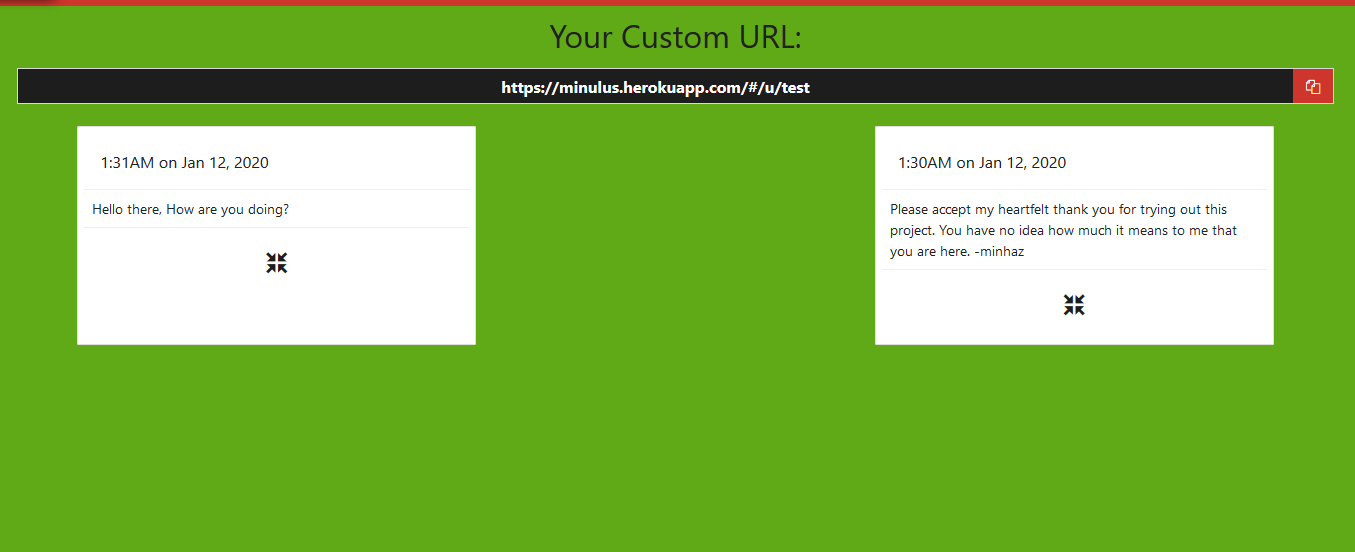 Your Custom URL:
https://minulus.herokuapp.com/#/u/test
1:31AM on Jan 12, 2020
Hello there, How are you doing?
1:30AM on Jan 12, 2020
Please accept my heartfelt thank you for trying out this
project. You have no idea how much it means to me that
you are here. -minhaz